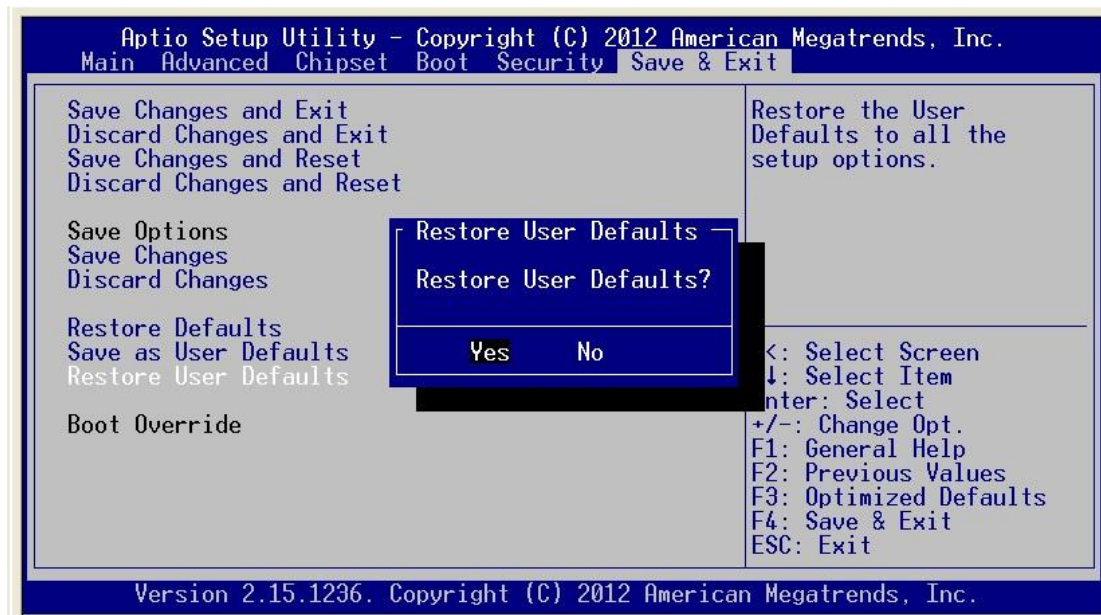 Aptio Setup Utility - Copyright (C) 2012 American Megatrends, Inc.
Main Advanced Chipset Boot Security Save & Exit
Save Changes and Exit
Discard Changes and Exit
Save Changes and Reset
Discard Changes and Reset
Save Options
Save Changes
Discard Changes
Restore Defaults
Save as User Defaults
Restore User Defaults
Boot Override
Restore User Defaults
Restore User Defaults?
Yes No
Restore the User
Defaults to all the
setup options.
<: Select Screen
↓: Select Item
nter: Select
+/-: Change Opt.
F1: General Help
F2: Previous Values
F3: Optimized Defaults
F4: Save & Exit
ESC: Exit
Version 2.15.1236. Copyright (C) 2012 American Megatrends, Inc.